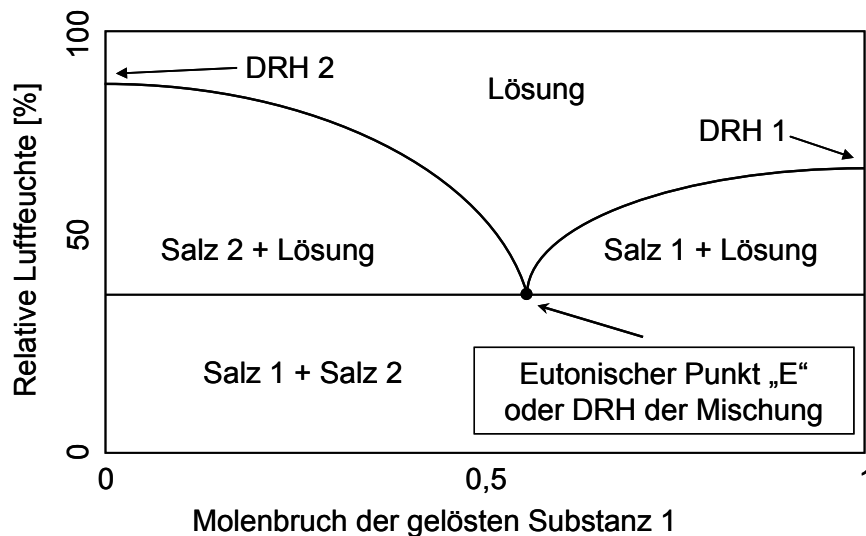 100
DRH 2
Lösung
DRH 1
Relative Luftfeuchte [%]
50
Salz 2 + Lösung
Salz 1 + Lösung
Salz 1 + Salz 2
Eutonischer Punkt „E“
oder DRH der Mischung
0
0
0,5
1
Molenbruch der gelösten Substanz 1